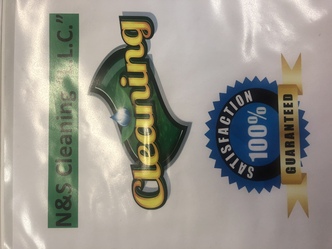 N&S Cleaning "L.C."
Cleaning
SATISFACTION
100%
GUARANTEED